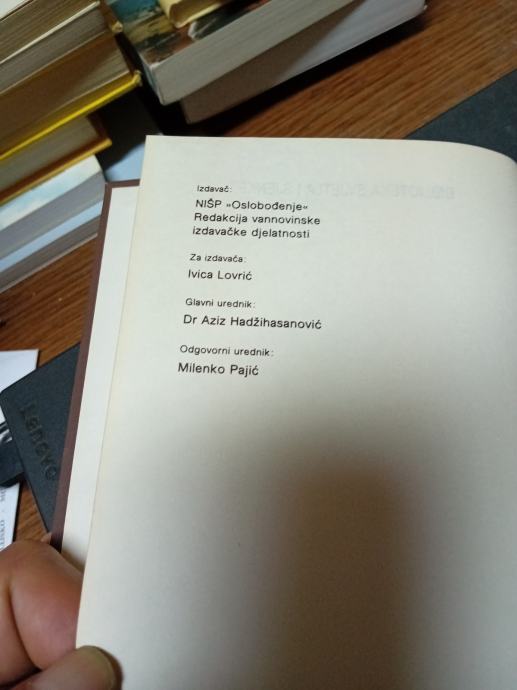 Izdavač:
NIŠP »Oslobođenje«
Redakcija vannovinske
izdavačke djelatnosti
Za izdavača:
Ivica Lovrić
Glavni urednik:
Dr Aziz Hadžihasanović
Odgovorni urednik:
Milenko Pajić
Lenovo